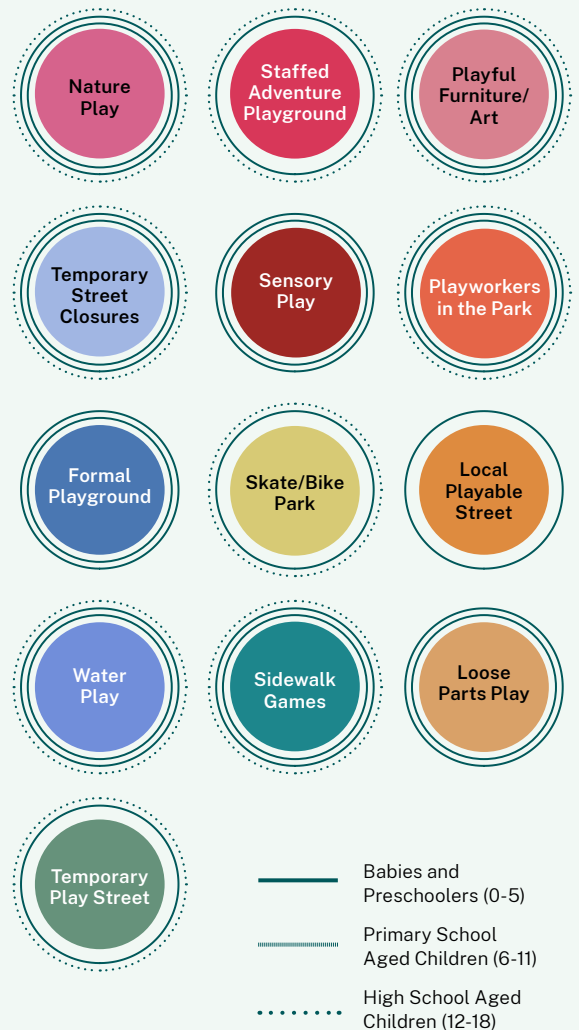 Nature
Play
Staffed
Adventure
Playground
Playful
Furniture/
Art
Temporary
Street
Closures
Sensory
Play
Playworkers
in the Park
Formal
Playground
Skate/Bike
Park
Local
Playable
Street
Water
Play
Sidewalk
Games
Loose
Parts Play
Temporary
Play Street
Babies and
Preschoolers (0-5)
Primary School
Aged Children (6-11)
High School Aged
Children (12-18)